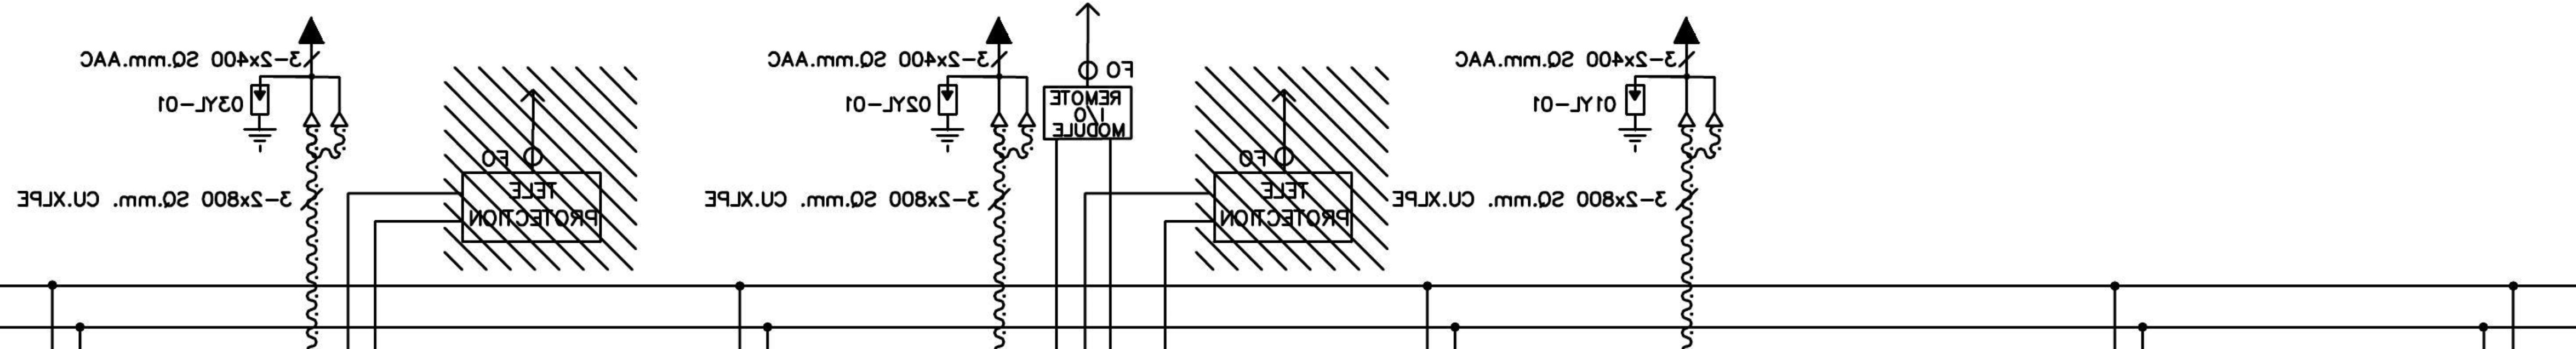 3-2x400 SQ.mm.AAC
03YL-01
3-2x800 SQ.mm. CU.XLPE
FO
TELE
PROTECTION
3-2x400 SQ.mm.AAC
02YL-01
3-2x800 SQ.mm. CU.XLPE
FO
REMOTE
I/O
MODULE
FO
TELE
PROTECTION
3-2x400 SQ.mm.AAC
01YL-01
3-2x800 SQ.mm. CU.XLPE